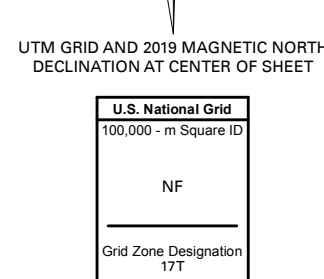 UTM GRID AND 2019 MAGNETIC NORTH
DECLINATION AT CENTER OF SHEET
U.S. National Grid
100,000 - m Square ID
NF
Grid Zone Designation
17T